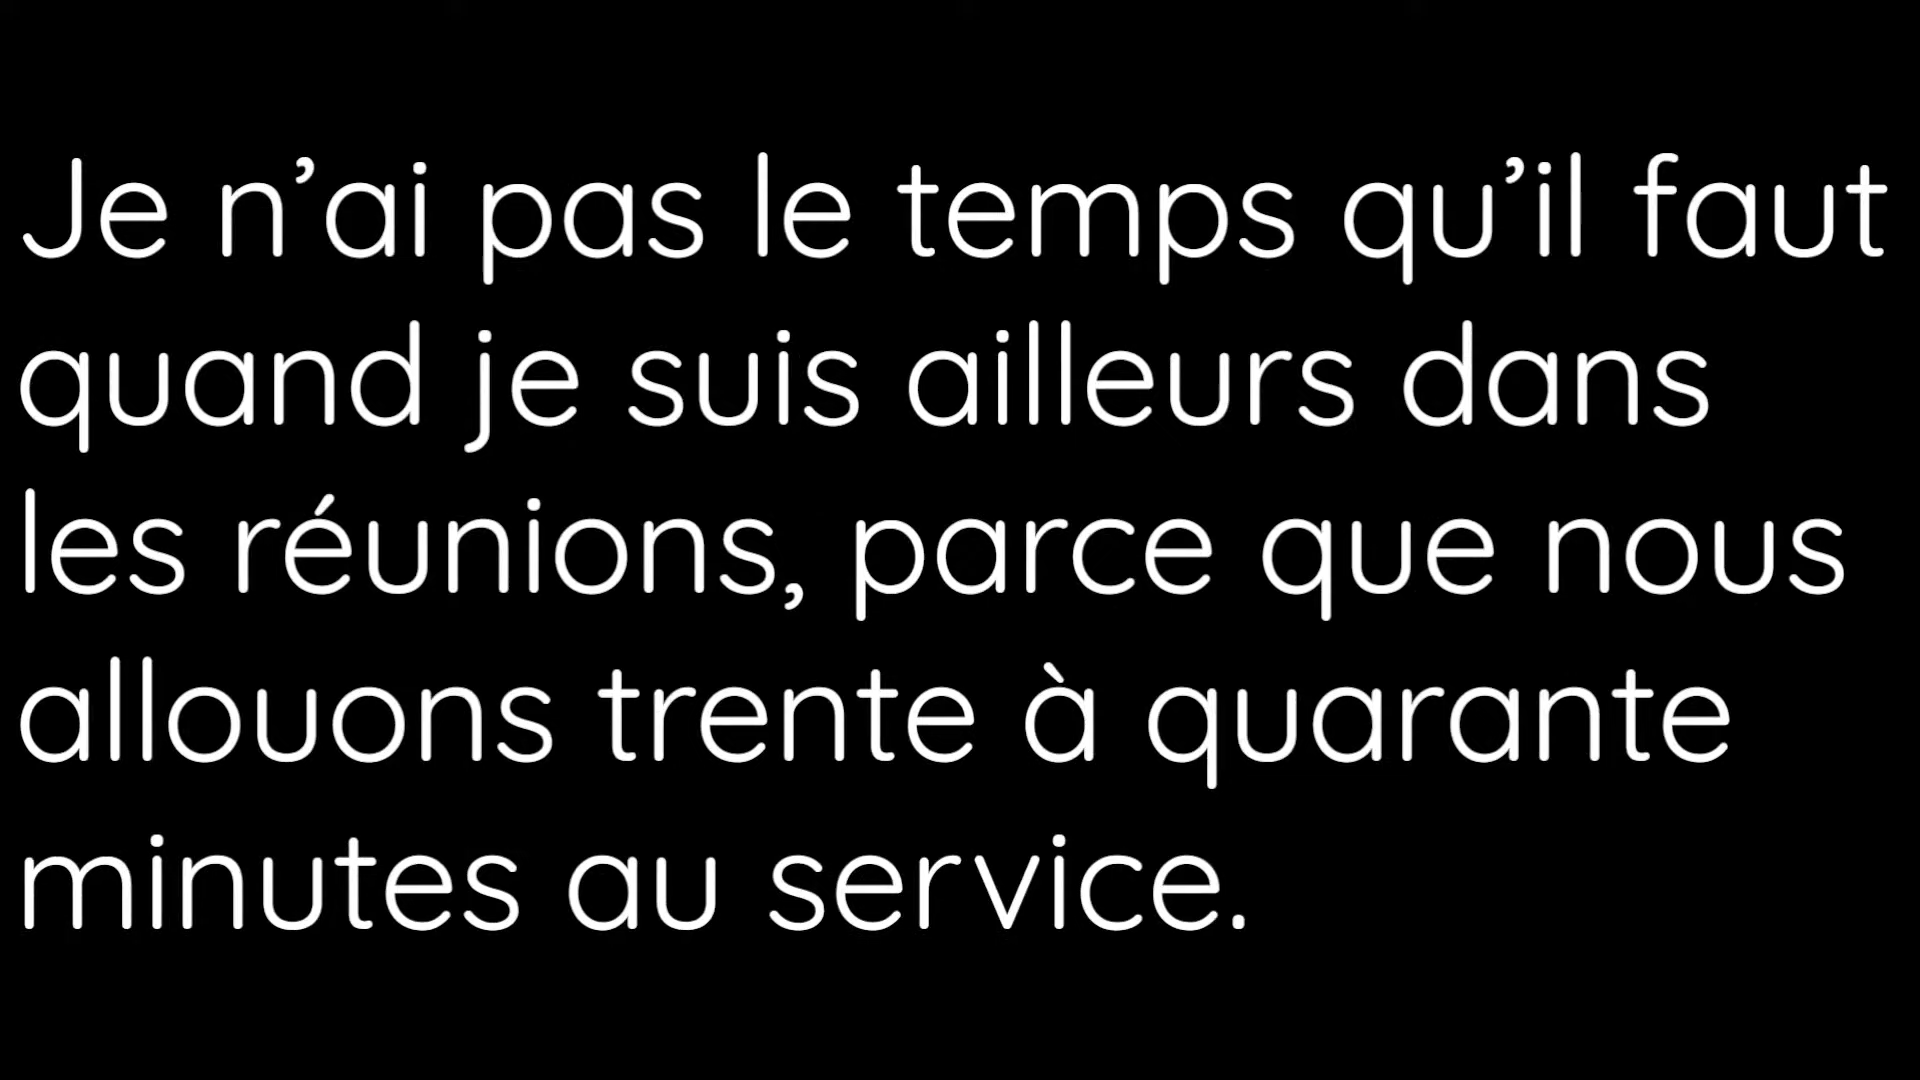 Je n’ai pas le temps qu’il faut
quand je suis ailleurs dans
les réunions, parce que nous
allouons trente à quarante
minutes au service.